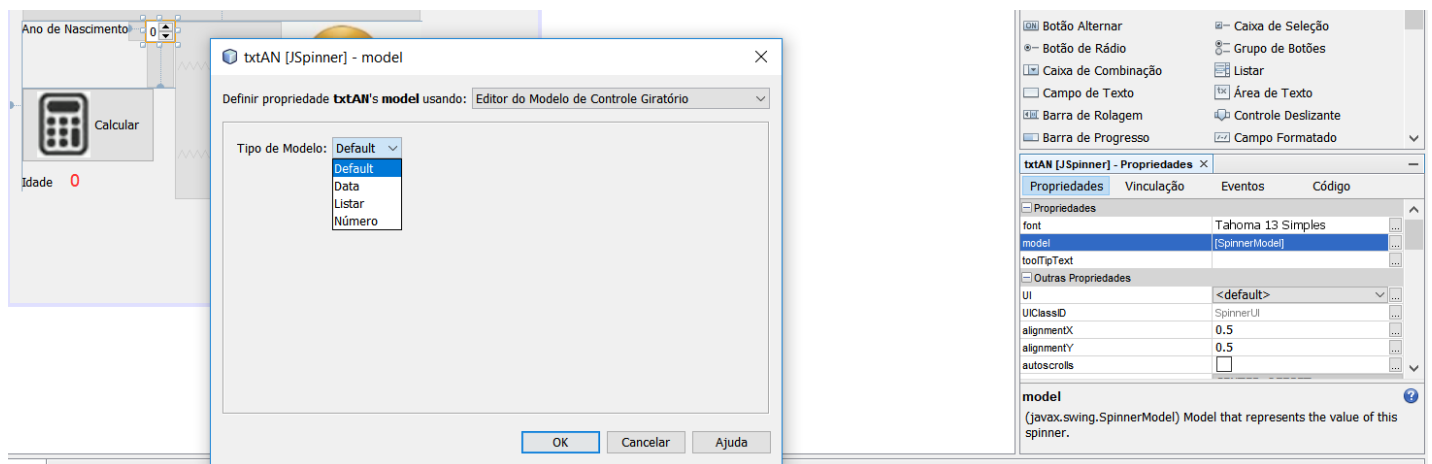 Ano de Nascimento 0
Calcular
Idade 0
txtAN [JSpinner] - model
Definir propriedade txtAN's model usando: Editor do Modelo de Controle Giratório
Tipo de Modelo: Default
Default
Data
Listar
Número
OK Cancelar Ajuda
ON Botão Alternar Caixa de Seleção
Botão de Rádio Grupo de Botões
Caixa de Combinação Listar
Campo de Texto Área de Texto
Barra de Rolagem Controle Deslizante
Barra de Progresso Campo Formatado
txtAN [JSpinner] - Propriedades
Propriedades Vinculação Eventos Código
Propriedades
font Tahoma 13 Simples ...
model [SpinnerModel] ...
toolTipText ...
Outras Propriedades
UI <default> ...
UIClassID SpinnerUI ...
alignmentX 0.5 ...
alignmentY 0.5 ...
autoscrolls ...
model
(javax.swing.SpinnerModel) Model that represents the value of this
spinner.